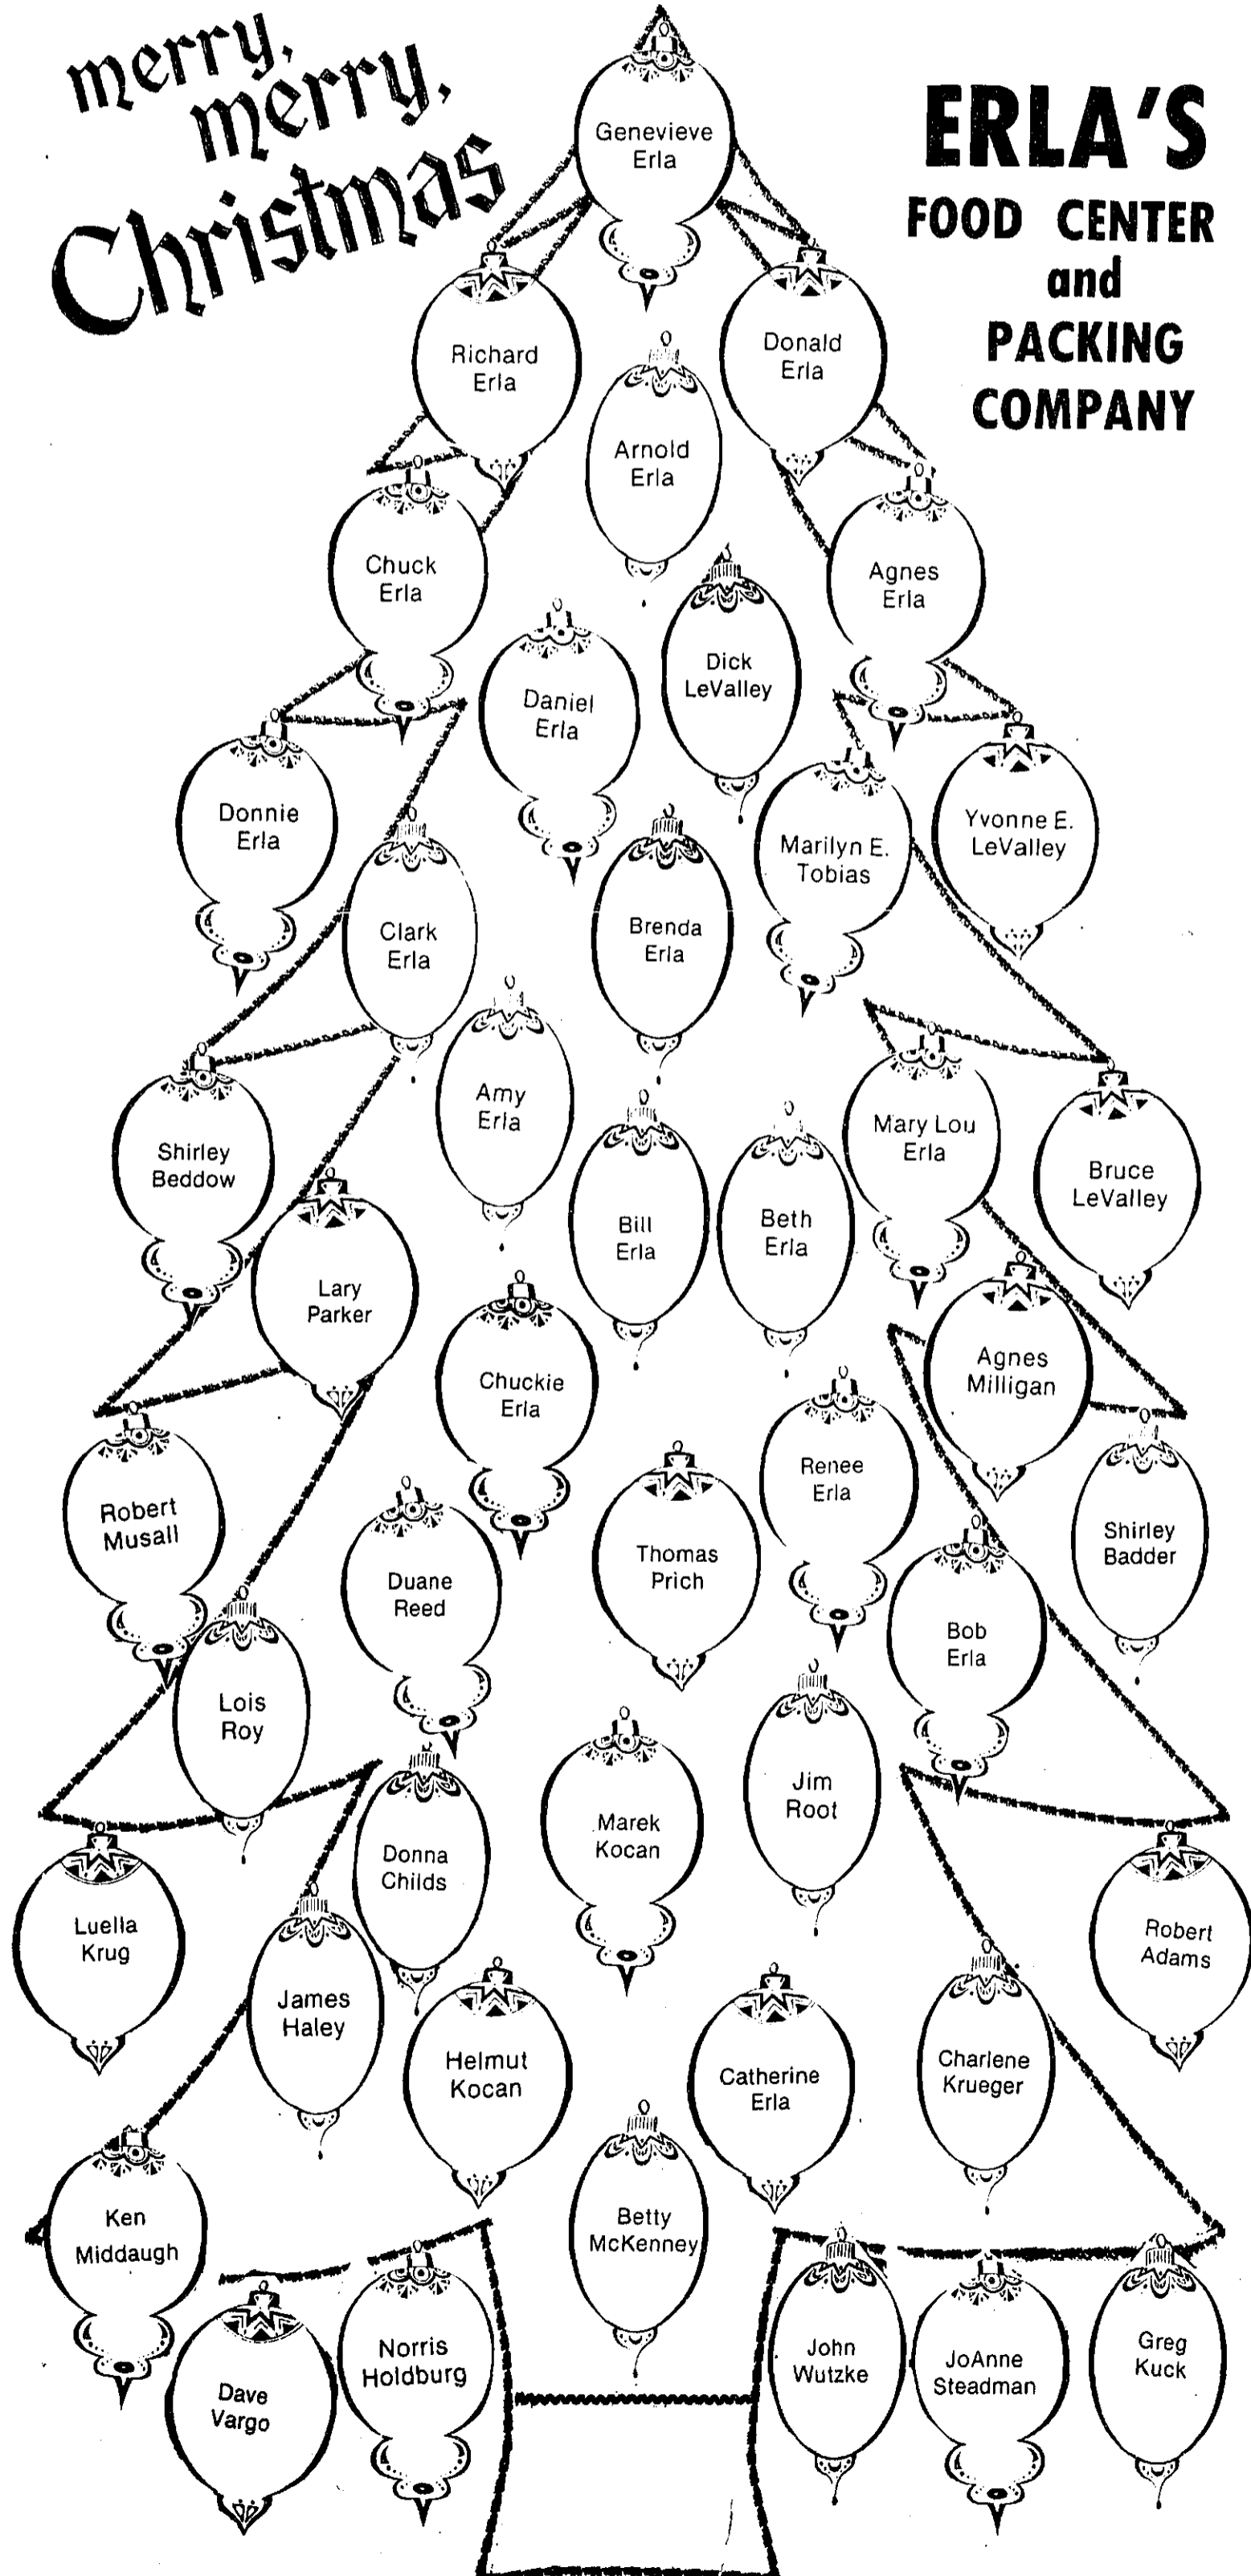 merry,
merry,
Christmas
ERLA'S
FOOD CENTER
and
PACKING
COMPANY
Genevieve
Erla
Richard
Erla
Donald
Erla
Arnold
Erla
Chuck
Erla
Agnes
Erla
Daniel
Erla
Dick
LeValley
Donnie
Erla
Clark
Erla
Brenda
Erla
Marilyn E.
Tobias
Yvonne E.
LeValley
Shirley
Beddow
Amy
Erla
Mary Lou
Erla
Bruce
LeValley
Lary
Parker
Bill
Erla
Beth
Erla
Chuckie
Erla
Agnes
Milligan
Robert
Musall
Duane
Reed
Thomas
Prich
Renee
Erla
Shirley
Badder
Lois
Roy
Bob
Erla
Donna
Childs
Marek
Kocan
Jim
Root
Luella
Krug
James
Haley
Robert
Adams
Helmut
Kocan
Catherine
Erla
Charlene
Krueger
Ken
Middaugh
Betty
McKenney
Dave
Vargo
Norris
Holdburg
John
Wutzke
JoAnne
Steadman
Greg
Kuck